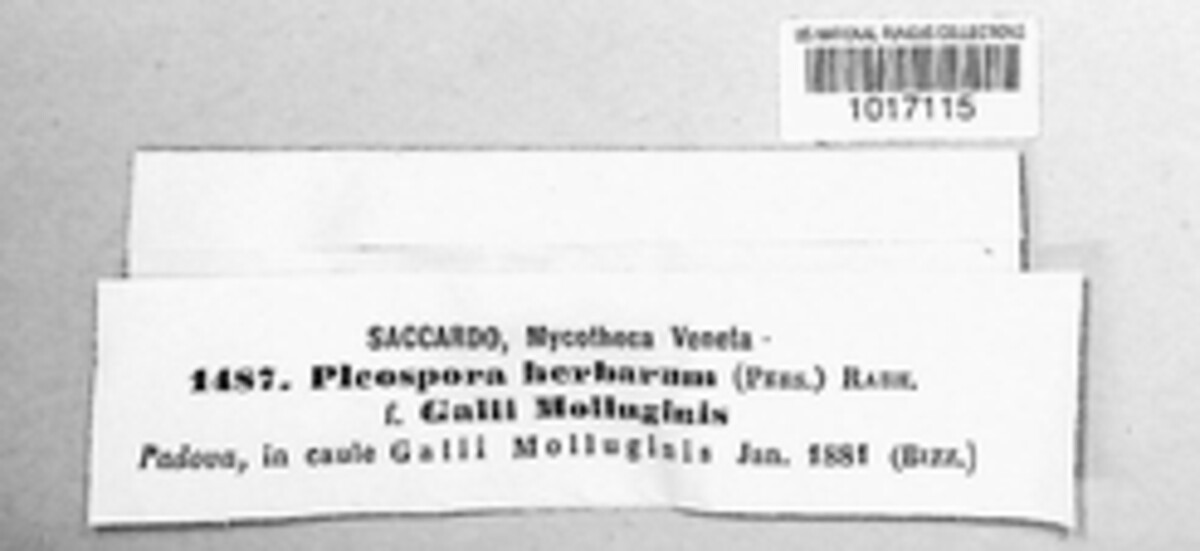 US NATIONAL FUNGUS COLLECTIONS
1017115
SACCARDO, Mycotheca Veneta -
1487. Pleospora herbarum (PERS.) RABH.
f. Galii Molluginis
Padova, in caule Galii Molluginis Jan. 1881 (BIZZ.)